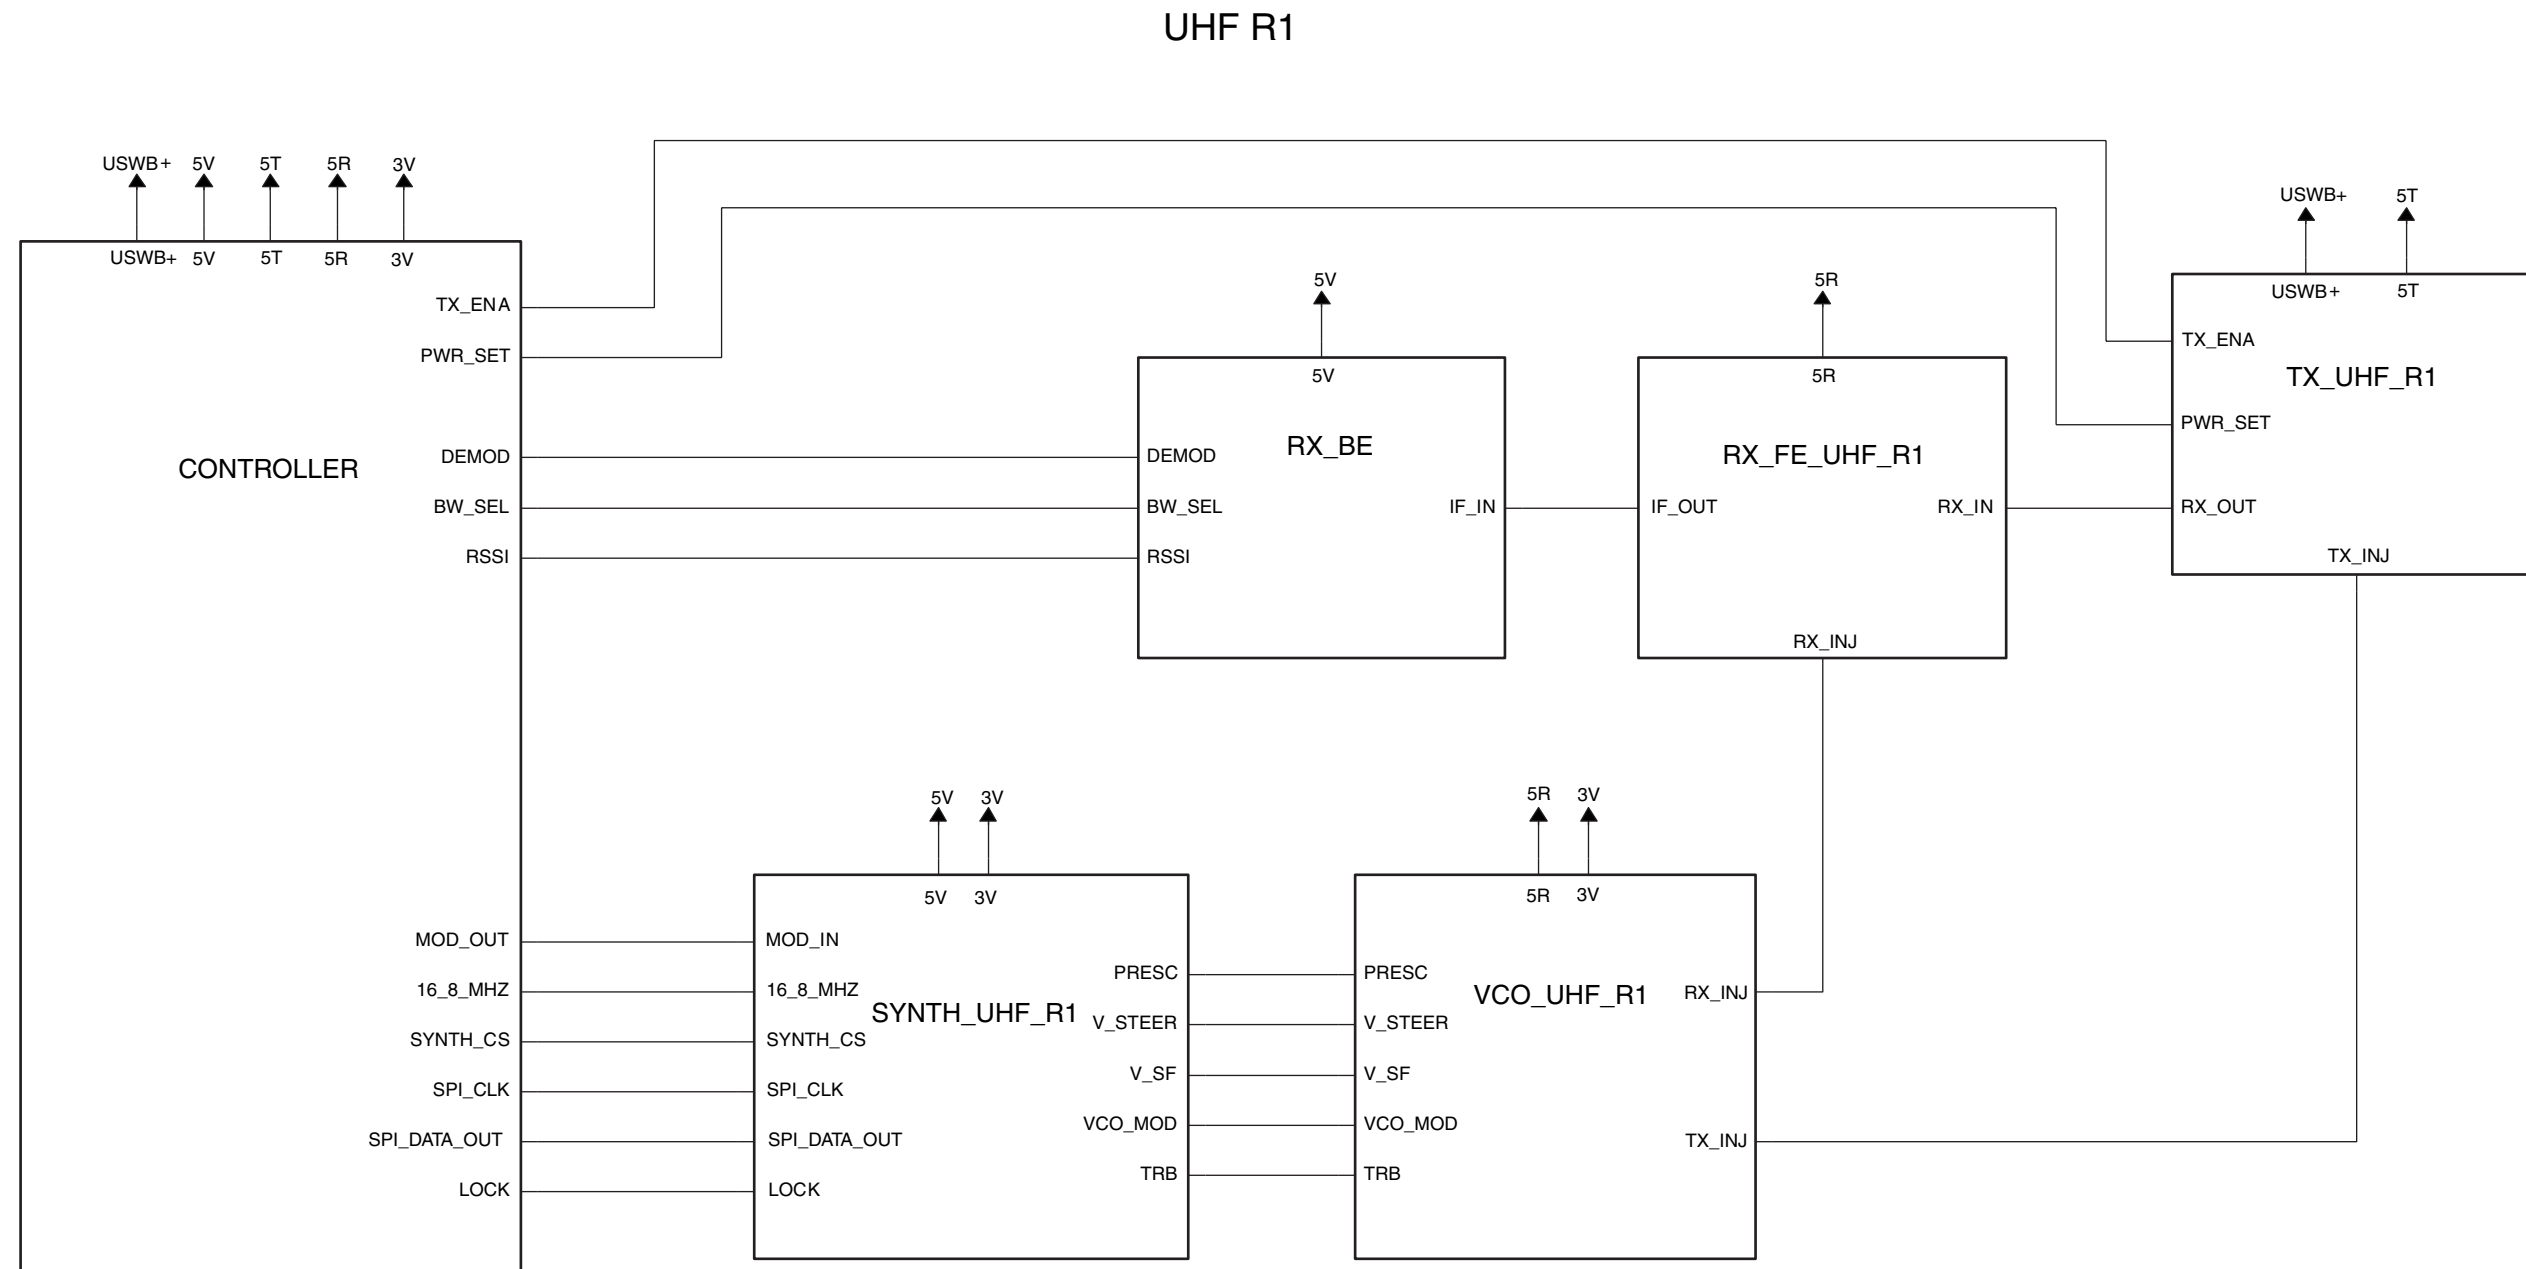 UHF R1
USWB+ 5V 5T 5R 3V
USWB+ 5V 5T 5R 3V
TX_ENA
PWR_SET
CONTROLLER
DEMOD
BW_SEL
RSSI
MOD_OUT
16_8_MHZ
SYNTH_CS
SPI_CLK
SPI_DATA_OUT
LOCK
5V
5V
RX_BE
DEMOD
BW_SEL
RSSI
IF_IN
5R
5R
RX_FE_UHF_R1
IF_OUT
RX_IN
RX_INJ
USWB+ 5T
USWB+ 5T
TX_ENA
TX_UHF_R1
PWR_SET
RX_OUT
TX_INJ
5V 3V
5V 3V
MOD_IN
16_8_MHZ
SYNTH_CS
SPI_CLK
SPI_DATA_OUT
LOCK
SYNTH_UHF_R1
PRESC
V_STEER
V_SF
VCO_MOD
TRB
5R 3V
5R 3V
PRESC
V_STEER
V_SF
VCO_MOD
TRB
VCO_UHF_R1
RX_INJ
TX_INJ